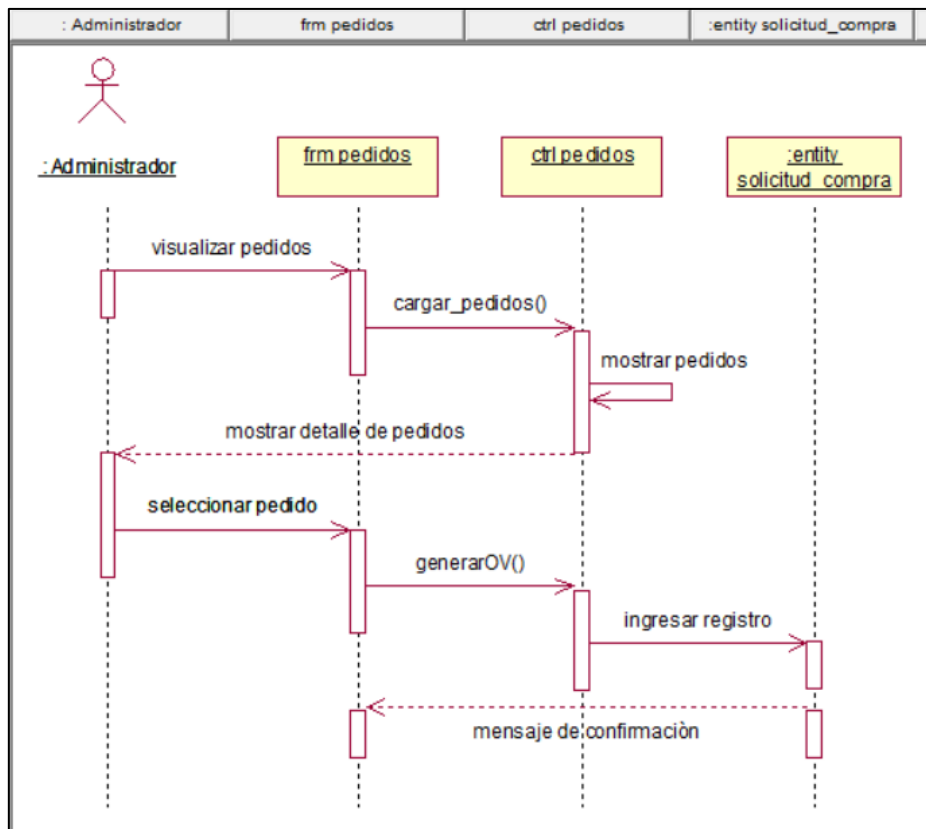 : Administrador
frm pedidos
ctrl pedidos
:entity solicitud_compra
: Administrador
frm pedidos
ctrl pedidos
:entity
solicitud_compra
visualizar pedidos
cargar_pedidos()
mostrar pedidos
mostrar detalle de pedidos
seleccionar pedido
generarOV()
ingresar registro
mensaje de confirmaciòn